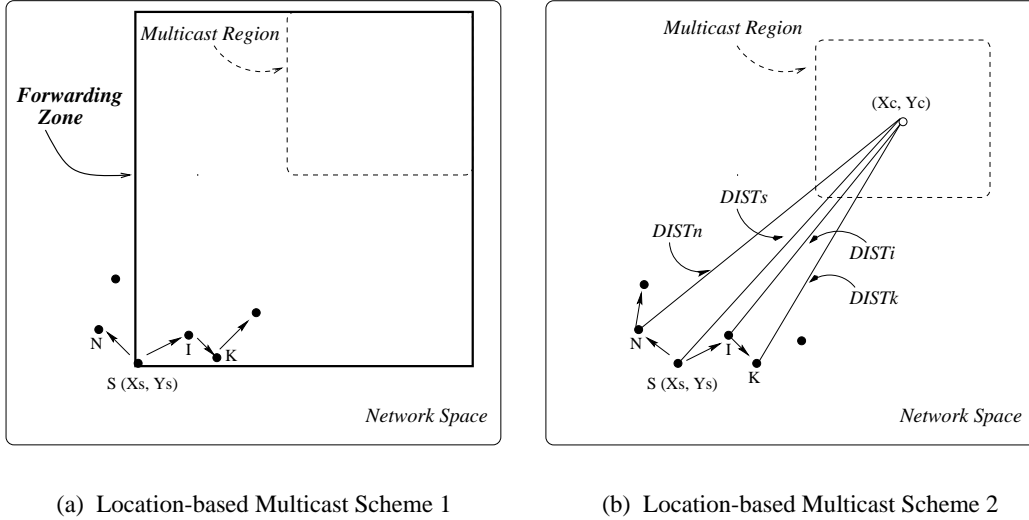 Multicast Region
Forwarding
Zone
N
I
K
S (Xs, Ys)
Network Space
(a) Location-based Multicast Scheme 1
Multicast Region
(Xc, Yc)
DISTs
DISTn
DISTi
DISTk
N
I
K
S (Xs, Ys)
Network Space
(b) Location-based Multicast Scheme 2